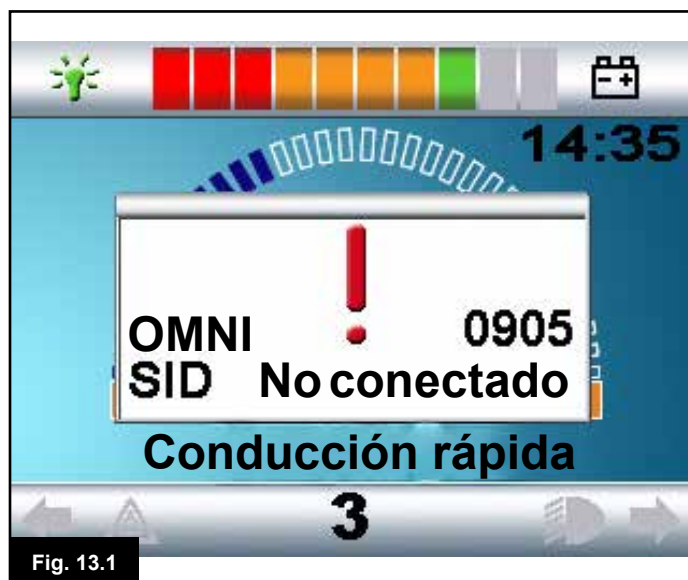 14:35
OMNI 0905
SID No conectado
Conducción rápida
3
Fig. 13.1